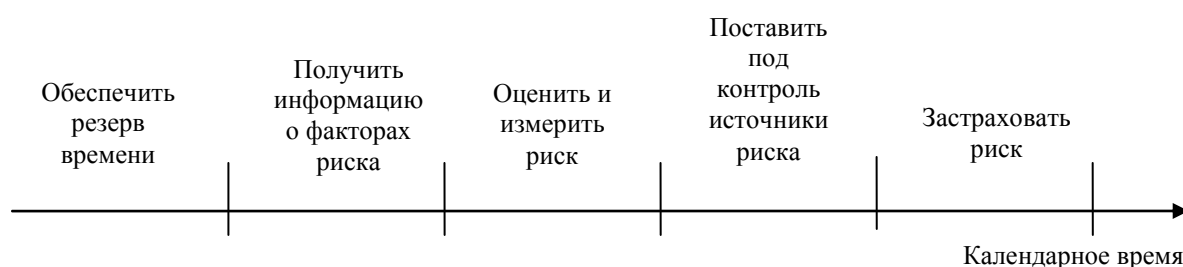 Обеспечить
резерв
времени
Получить
информацию
о факторах
риска
Оценить и
измерить
риск
Поставить
под
контроль
источники
риска
Застраховать
риск
Календарное время